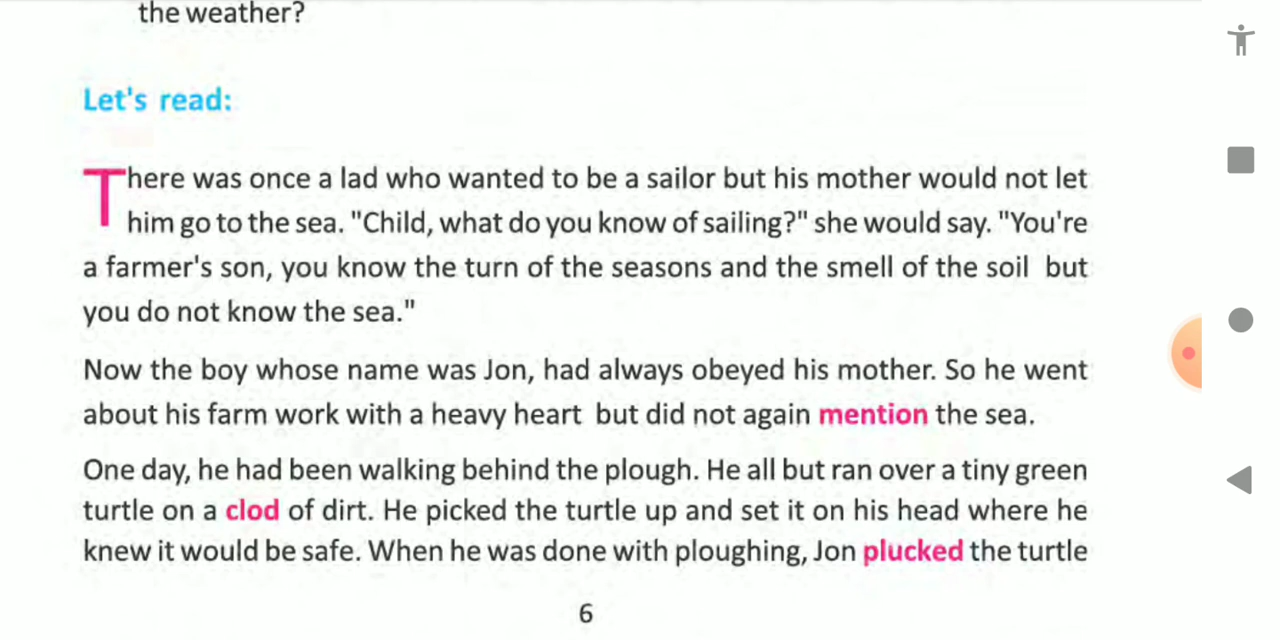 the weather?
Let's read:
There was once a lad who wanted to be a sailor but his mother would not let
him go to the sea. "Child, what do you know of sailing?" she would say. "You're
a farmer's son, you know the turn of the seasons and the smell of the soil but
you do not know the sea."
Now the boy whose name was Jon, had always obeyed his mother. So he went
about his farm work with a heavy heart but did not again mention the sea.
One day, he had been walking behind the plough. He all but ran over a tiny green
turtle on a clod of dirt. He picked the turtle up and set it on his head where he
knew it would be safe. When he was done with ploughing, Jon plucked the turtle
6